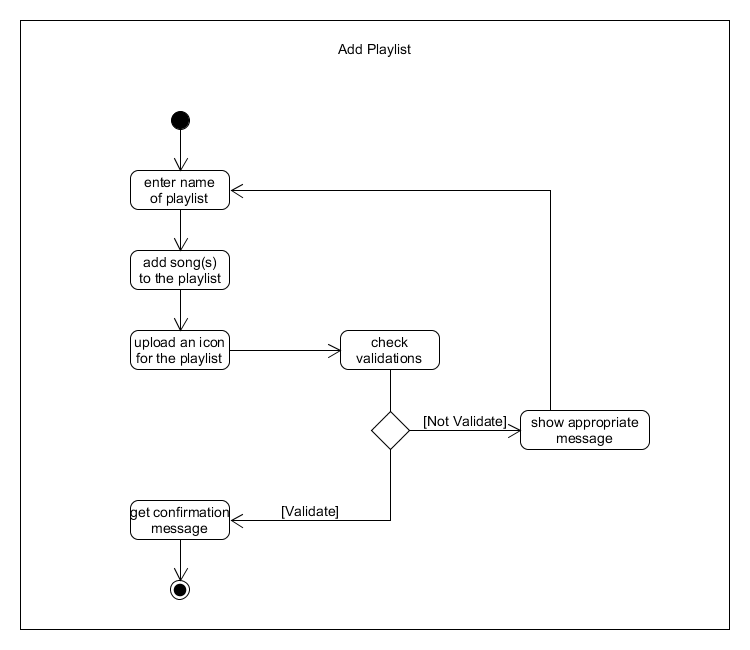 Add Playlist
enter name
of playlist
add song(s)
to the playlist
upload an icon
for the playlist
check
validations
[Not Validate]
show appropriate
message
get confirmation
message
[Validate]